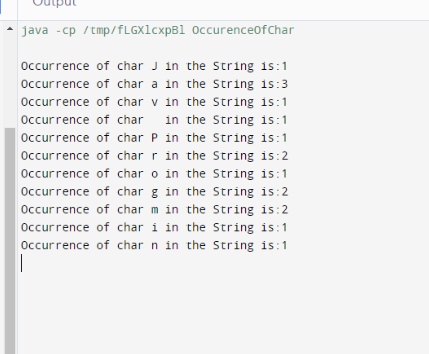 Output
java -cp /tmp/fLGXlcxpBl OccurenceOfChar
Occurrence of char J in the String is:1
Occurrence of char a in the String is:3
Occurrence of char v in the String is:1
Occurrence of char   in the String is:1
Occurrence of char P in the String is:1
Occurrence of char r in the String is:2
Occurrence of char o in the String is:1
Occurrence of char g in the String is:2
Occurrence of char m in the String is:2
Occurrence of char i in the String is:1
Occurrence of char n in the String is:1